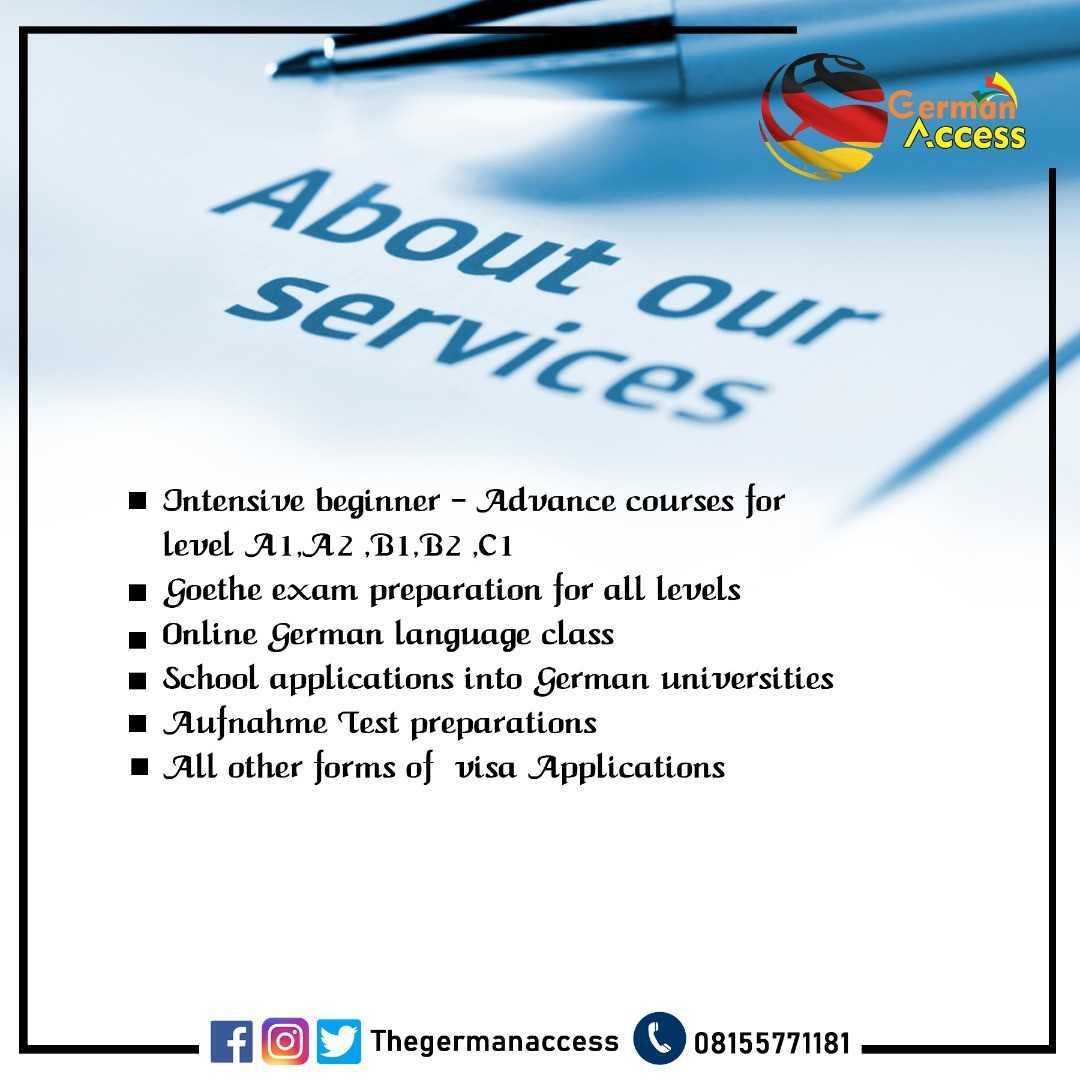 German
Access
About our
services
Intensive beginner - Advance courses for
level A1,A2 ,B1,B2 ,C1
Goethe exam preparation for all levels
Online German language class
School applications into German universities
Aufnahme Test preparations
All other forms of visa Applications
Thegermanaccess 08155771181